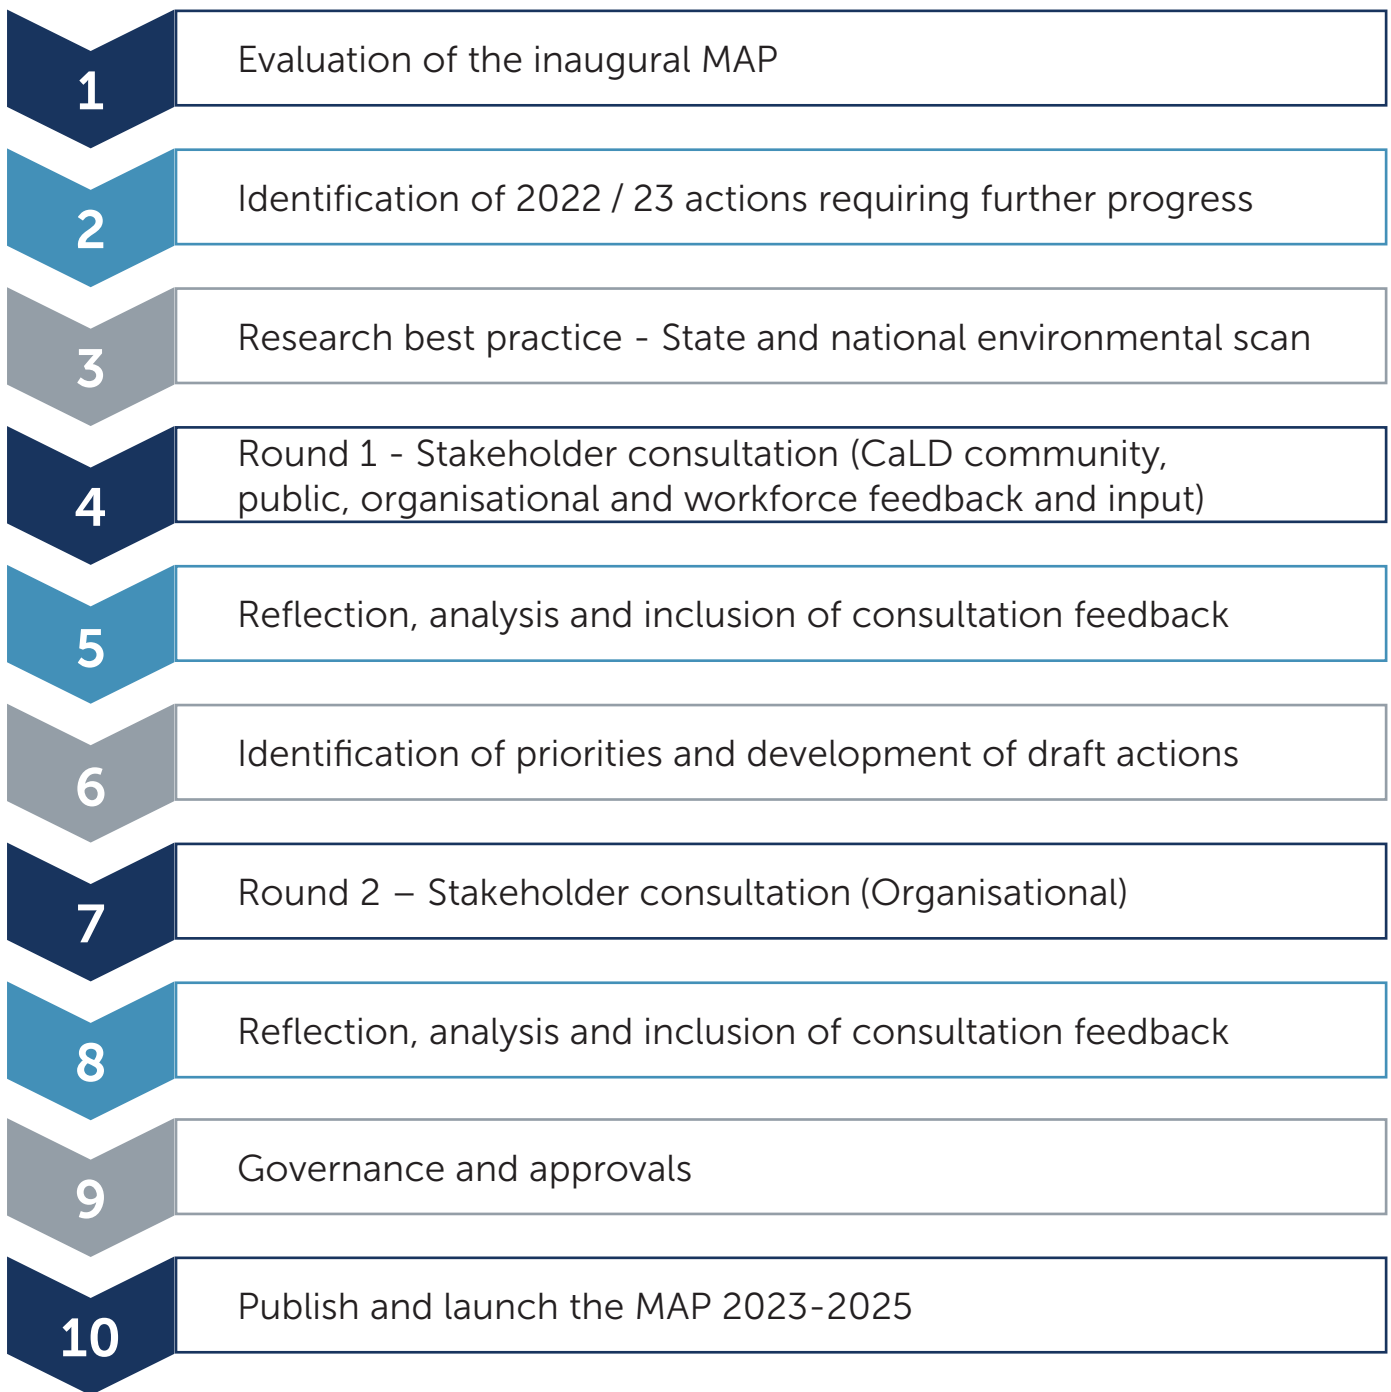 1
Evaluation of the inaugural MAP
2
Identification of 2022 / 23 actions requiring further progress
3
Research best practice - State and national environmental scan
4
Round 1 - Stakeholder consultation (CaLD community,
public, organisational and workforce feedback and input)
5
Reflection, analysis and inclusion of consultation feedback
6
Identification of priorities and development of draft actions
7
Round 2 – Stakeholder consultation (Organisational)
8
Reflection, analysis and inclusion of consultation feedback
9
Governance and approvals
10
Publish and launch the MAP 2023-2025